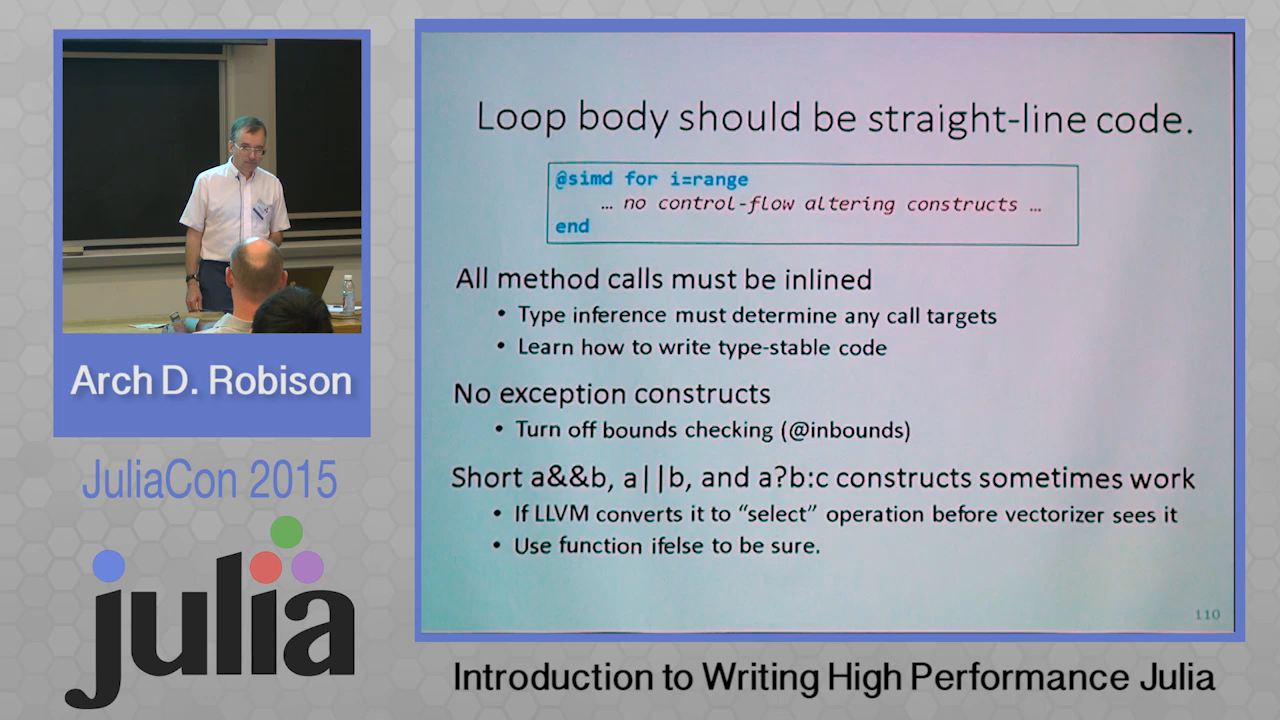 Loop body should be straight-line code.
@simd for i=range
… no control-flow altering constructs …
end
All method calls must be inlined
• Type inference must determine any call targets
• Learn how to write type-stable code
No exception constructs
• Turn off bounds checking (@inbounds)
Short a&&b, a||b, and a?b:c constructs sometimes work
• If LLVM converts it to “select” operation before vectorizer sees it
• Use function ifelse to be sure.
110
Arch D. Robison
JuliaCon 2015
julia
Introduction to Writing High Performance Julia